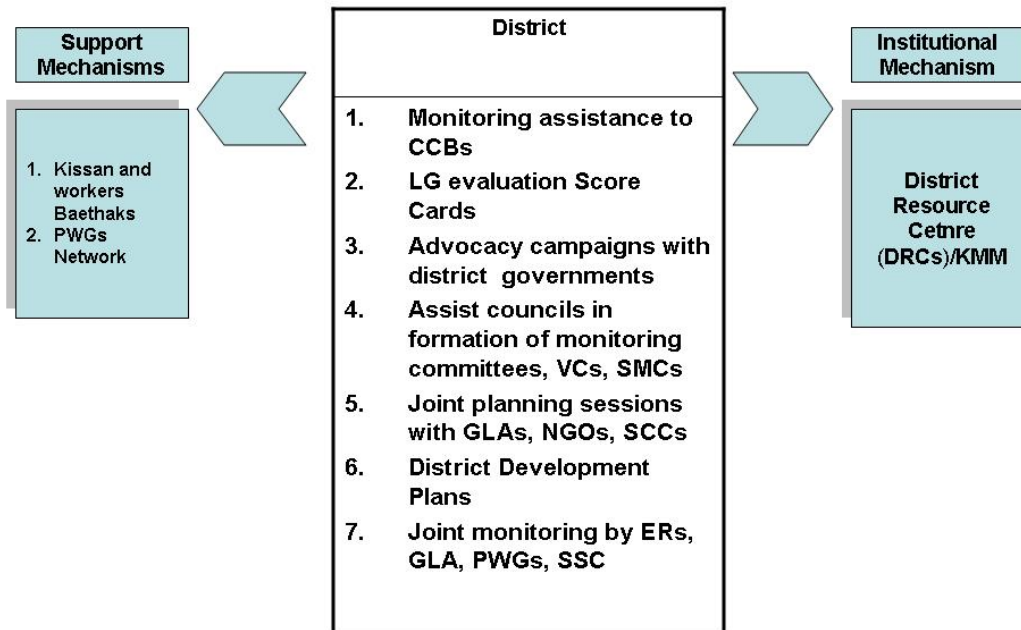 Support
Mechanisms
1. Kissan and
workers
Baethaks
2. PWGs
Network
District
1. Monitoring assistance to
CCBs
2. LG evaluation Score
Cards
3. Advocacy campaigns with
district governments
4. Assist councils in
formation of monitoring
committees, VCs, SMCs
5. Joint planning sessions
with GLAs, NGOs, SCCs
6. District Development
Plans
7. Joint monitoring by ERs,
GLA, PWGs, SSC
Institutional
Mechanism
District
Resource
Cetnre
(DRCs)/KMM